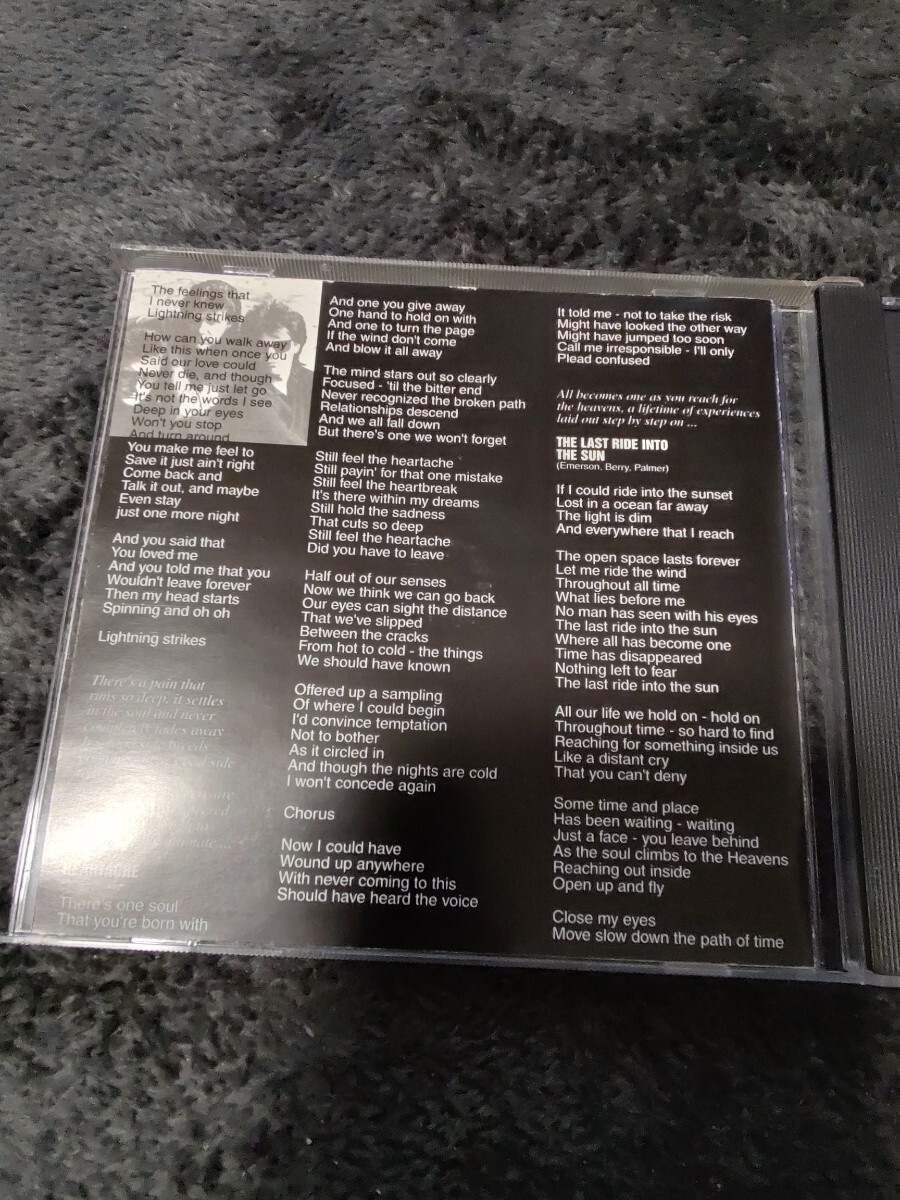 The feelings that
I never knew
Lightning strikes
How can you walk away
Like this when once you
Said our love could
Never die, and though
You tell me just let go
It's not the words I see
Deep in your eyes
Won't you stop
And turn around
You make me feel to
Save it just ain't right
Come back and
Talk it out, and maybe
Even stay
just one more night
And you said that
You loved me
And you told me that you
Wouldn't leave forever
Then my head starts
Spinning and oh oh
Lightning strikes
There's a pain that
runs so deep, it settles
in the soul and never
fades away
side
HEARTACHE
There's one soul
That you're born with
And one you give away
One hand to hold on with
And one to turn the page
If the wind don't come
And blow it all away
The mind stars out so clearly
Focused - 'til the bitter end
Never recognized the broken path
Relationships descend
And we all fall down
But there's one we won't forget
Still feel the heartache
Still payin' for that one mistake
Still feel the heartbreak
It's there within my dreams
Still hold the sadness
That cuts so deep
Still feel the heartache
Did you have to leave
Half out of our senses
Now we think we can go back
Our eyes can sight the distance
That we've slipped
Between the cracks
From hot to cold - the things
We should have known
Offered up a sampling
Of where I could begin
I'd convince temptation
Not to bother
As it circled in
And though the nights are cold
I won't concede again
Chorus
Now I could have
Wound up anywhere
With never coming to this
Should have heard the voice
It told me - not to take the risk
Might have looked the other way
Might have jumped too soon
Call me irresponsible - I'll only
Plead confused
All becomes one as you reach for
the heavens, a lifetime of experiences
laid out step by step on ...
THE LAST RIDE INTO
THE SUN
(Emerson, Berry, Palmer)
If I could ride into the sunset
Lost in a ocean far away
The light is dim
And everywhere that I reach
The open space lasts forever
Let me ride the wind
Throughout all time
What lies before me
No man has seen with his eyes
The last ride into the sun
Where all has become one
Time has disappeared
Nothing left to fear
The last ride into the sun
All our life we hold on - hold on
Throughout time - so hard to find
Reaching for something inside us
Like a distant cry
That you can't deny
Some time and place
Has been waiting - waiting
Just a face - you leave behind
As the soul climbs to the Heavens
Reaching out inside
Open up and fly
Close my eyes
Move slow down the path of time